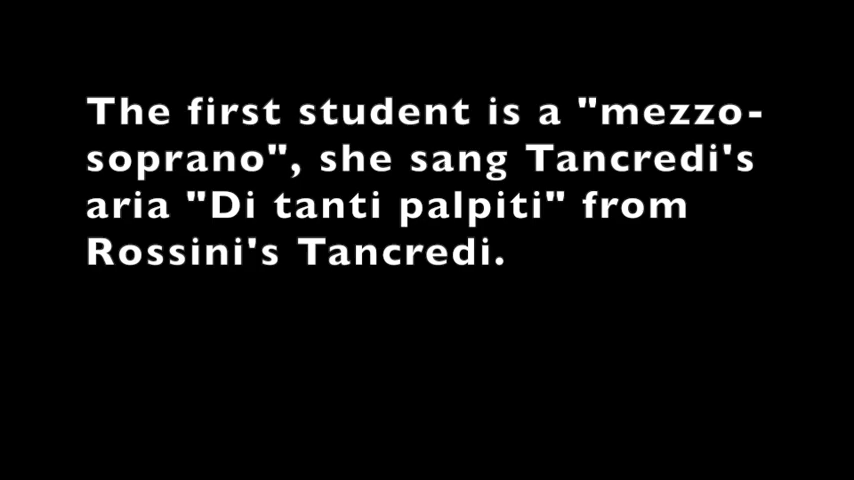 The first student is a "mezzo-
soprano", she sang Tancredi's
aria "Di tanti palpiti" from
Rossini's Tancredi.